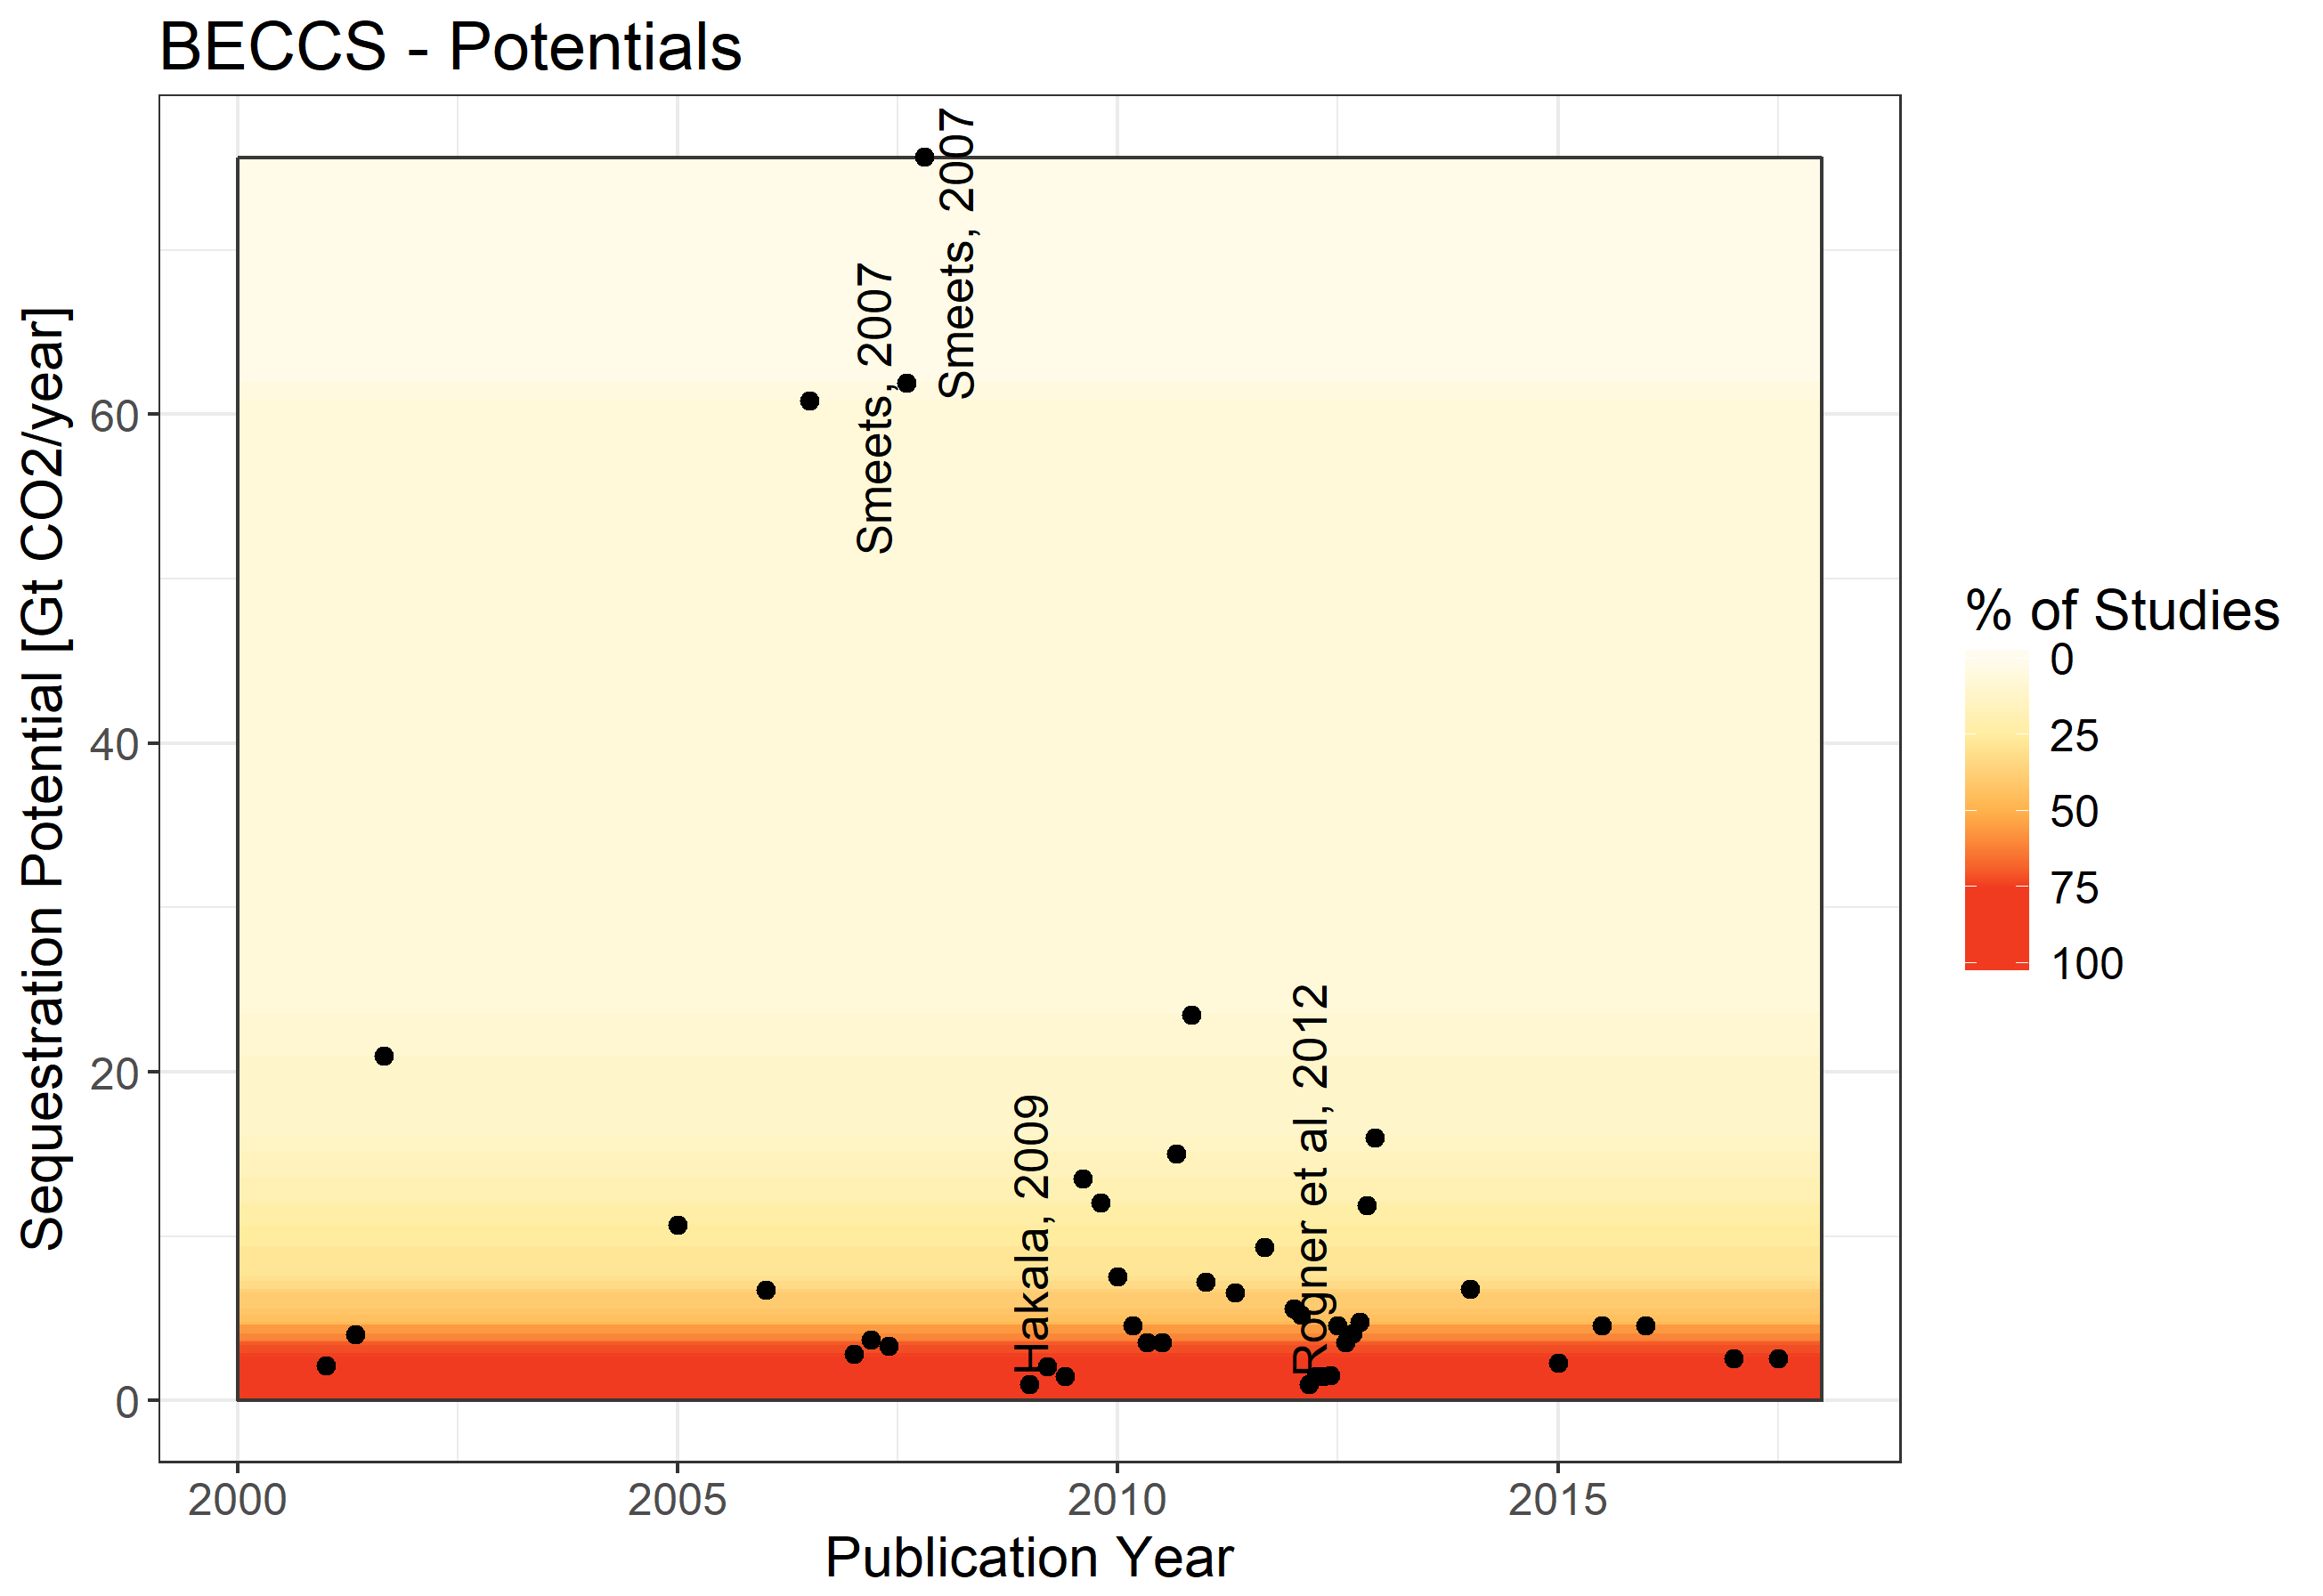 BECCS - Potentials
Sequestration Potential [Gt CO2/year]
60
40
20
0
Smeets, 2007
Smeets, 2007
Hakala, 2009
Rogner et al, 2012
2000
2005
2010
2015
Publication Year
% of Studies
0
25
50
75
100